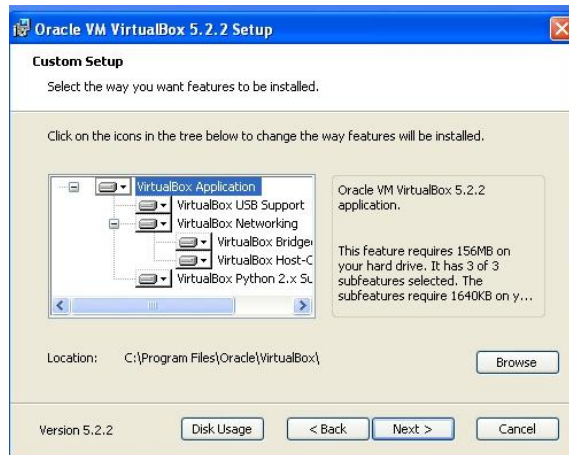 Oracle VM VirtualBox 5.2.2 Setup
Custom Setup
Select the way you want features to be installed.
Click on the icons in the tree below to change the way features will be installed.
VirtualBox Application
VirtualBox USB Support
VirtualBox Networking
VirtualBox Bridge
VirtualBox Host-C
VirtualBox Python 2.x Su
Oracle VM VirtualBox 5.2.2
application.
This feature requires 156MB on
your hard drive. It has 3 of 3
subfeatures selected. The
subfeatures require 1640KB on y...
Location: C:\Program Files\Oracle\VirtualBox\
Browse
Version 5.2.2
Disk Usage
< Back
Next >
Cancel